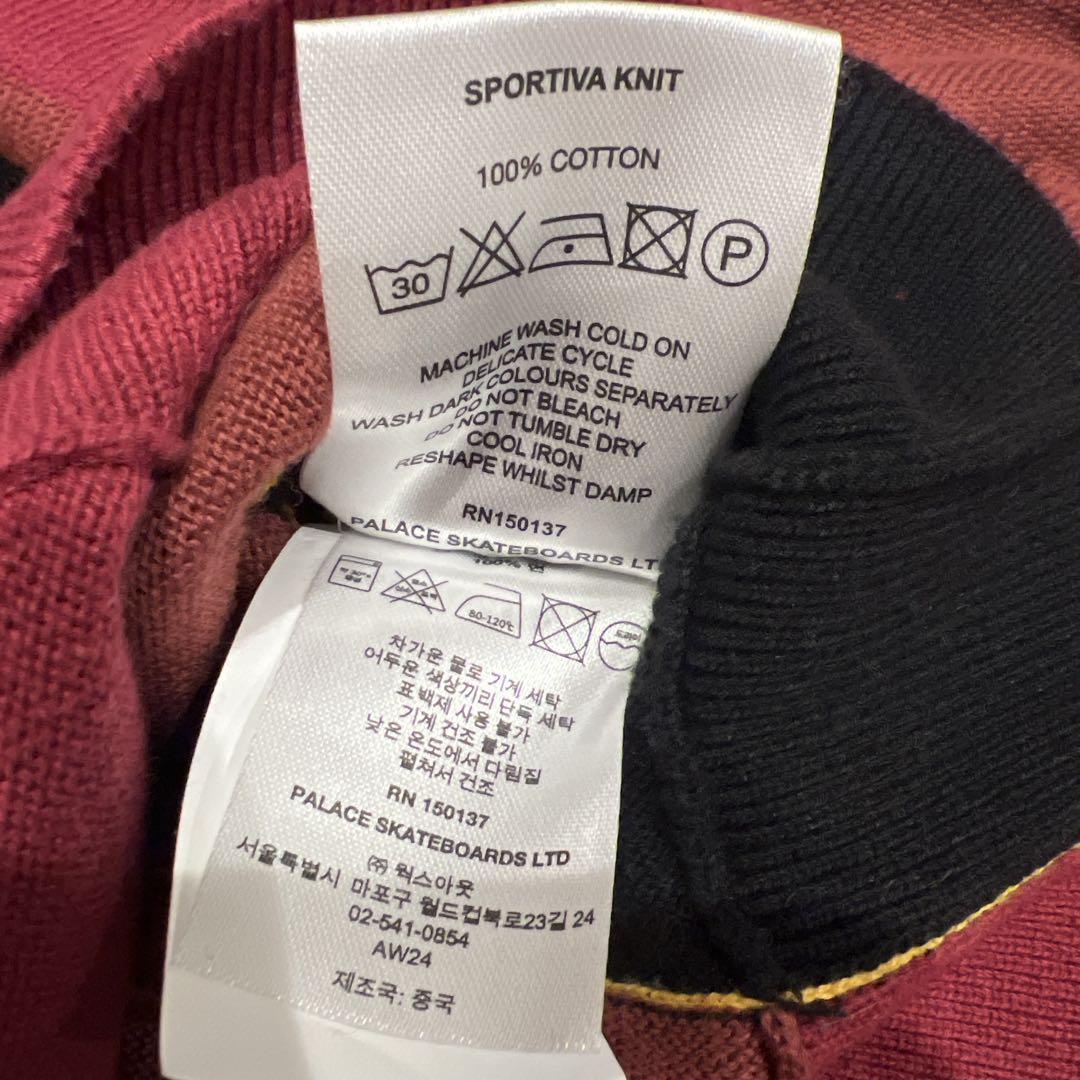 SPORTIVA KNIT
100% COTTON
30
P
MACHINE WASH COLD ON
DELICATE CYCLE
WASH DARK COLOURS SEPARATELY
DO NOT BLEACH
DO NOT TUMBLE DRY
COOL IRON
RESHAPE WHILST DAMP
RN150137
PALACE SKATEBOARDS LT
100% 면
80-120℃
드라이
차가운 물로 기계 세탁
어두운 색상끼리 단독 세탁
표백제 사용 불가
기계 건조 불가
낮은 온도에서 다림질
펼쳐서 건조
RN 150137
PALACE SKATEBOARDS LTD
㈜ 웍스아웃
서울특별시 마포구 월드컵북로23길 24
02-541-0854
AW24
제조국: 중국